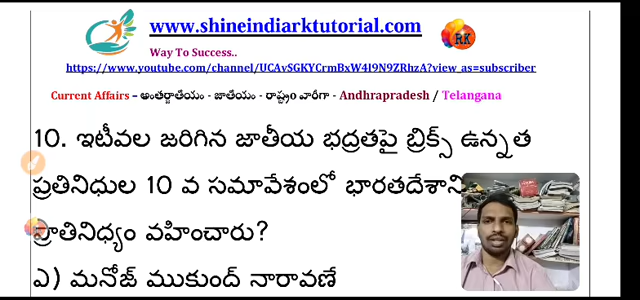 www.shineindiarktutorial.com
RK
Way To Success..
https://www.youtube.com/channel/UCAvSGKYCrmBxW4I9N9ZRhzA?view_as=subscriber
Current Affairs – అంతర్జాతీయం - జాతీయం - రాష్ట్రం వారీగా - Andhrapradesh / Telangana
10. ఇటీవల జరిగిన జాతీయ భద్రతపై బ్రిక్స్ ఉన్నత
ప్రతినిధుల 10 వ సమావేశంలో
ప్రాతినిధ్యం వహించారు?
ఎ) మనోజ్ ముకుంద్ నారావణే